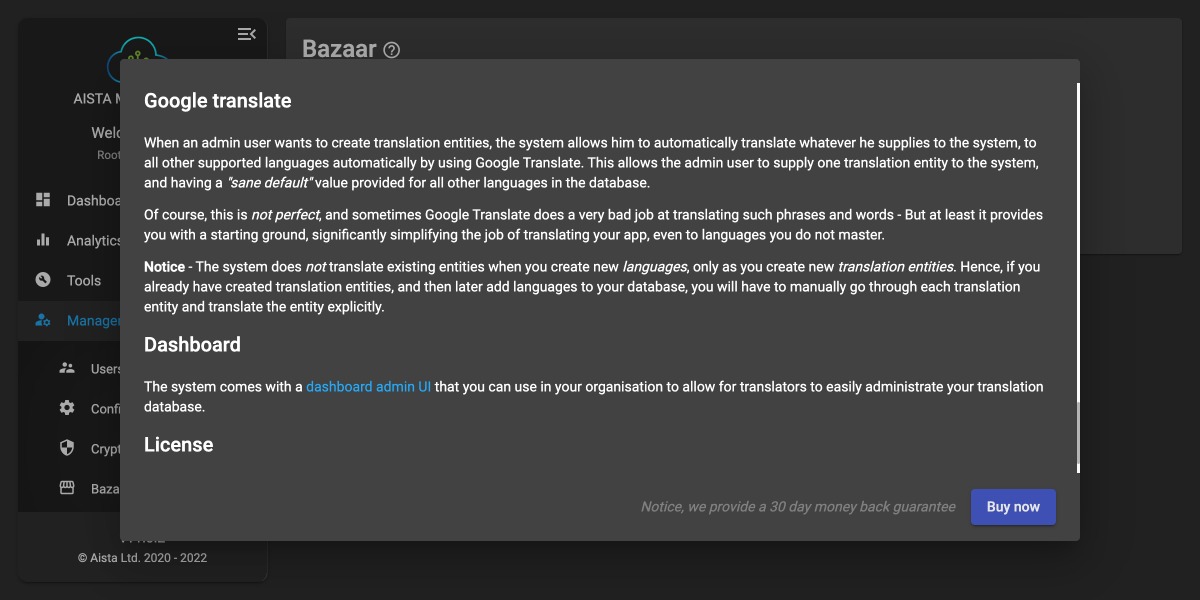 Bazaar
AISTA M
Welc
Root
Dashboa
Analytics
Tools
Manager
Users
Confi
Crypt
Baza
© Aista Ltd. 2020 - 2022
Google translate
When an admin user wants to create translation entities, the system allows him to automatically translate whatever he supplies to the system, to
all other supported languages automatically by using Google Translate. This allows the admin user to supply one translation entity to the system,
and having a "sane default" value provided for all other languages in the database.
Of course, this is not perfect, and sometimes Google Translate does a very bad job at translating such phrases and words - But at least it provides
you with a starting ground, significantly simplifying the job of translating your app, even to languages you do not master.
Notice - The system does not translate existing entities when you create new languages, only as you create new translation entities. Hence, if you
already have created translation entities, and then later add languages to your database, you will have to manually go through each translation
entity and translate the entity explicitly.
Dashboard
The system comes with a dashboard admin UI that you can use in your organisation to allow for translators to easily administrate your translation
database.
License
Notice, we provide a 30 day money back guarantee
Buy now